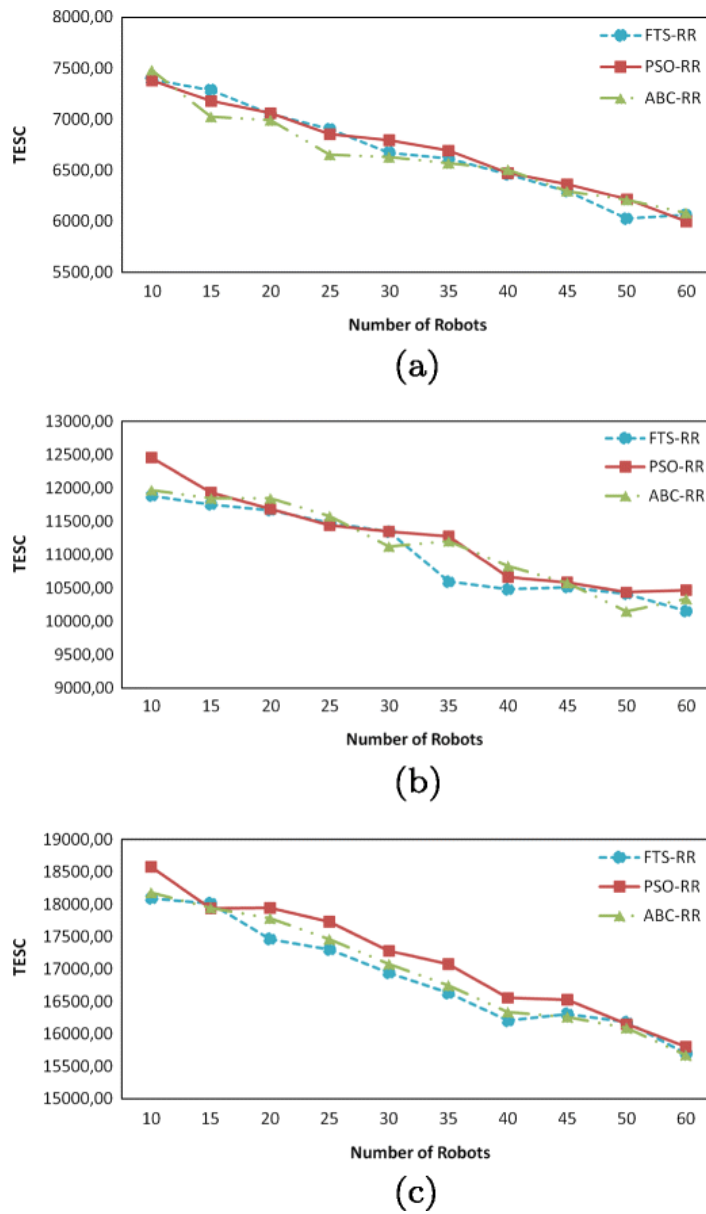 8000,00
7500,00
7000,00
6500,00
6000,00
5500,00
TESC
FTS-RR
PSO-RR
ABC-RR
10 15 20 25 30 35 40 45 50 60
Number of Robots
(a)
13000,00
12500,00
12000,00
11500,00
11000,00
10500,00
10000,00
9500,00
9000,00
TESC
FTS-RR
PSO-RR
ABC-RR
10 15 20 25 30 35 40 45 50 60
Number of Robots
(b)
19000,00
18500,00
18000,00
17500,00
17000,00
16500,00
16000,00
15500,00
15000,00
TESC
FTS-RR
PSO-RR
ABC-RR
10 15 20 25 30 35 40 45 50 60
Number of Robots
(c)